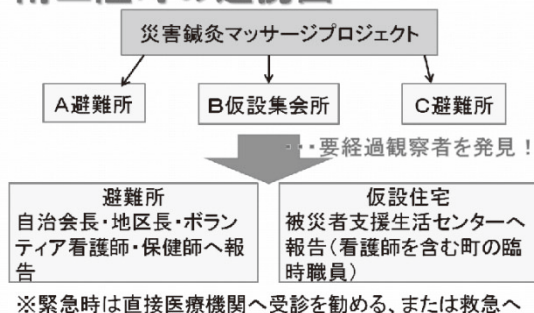 災害鍼灸マッサージプロジェクト
A避難所
B仮設集会所
C避難所
・・・要経過観察者を発見！
避難所
自治会長・地区長・ボラン
ティア看護師・保健師へ報
告
仮設住宅
被災者支援生活センターへ
報告（看護師を含む町の臨
時職員）
※緊急時は直接医療機関へ受診を勧める、または救急へ